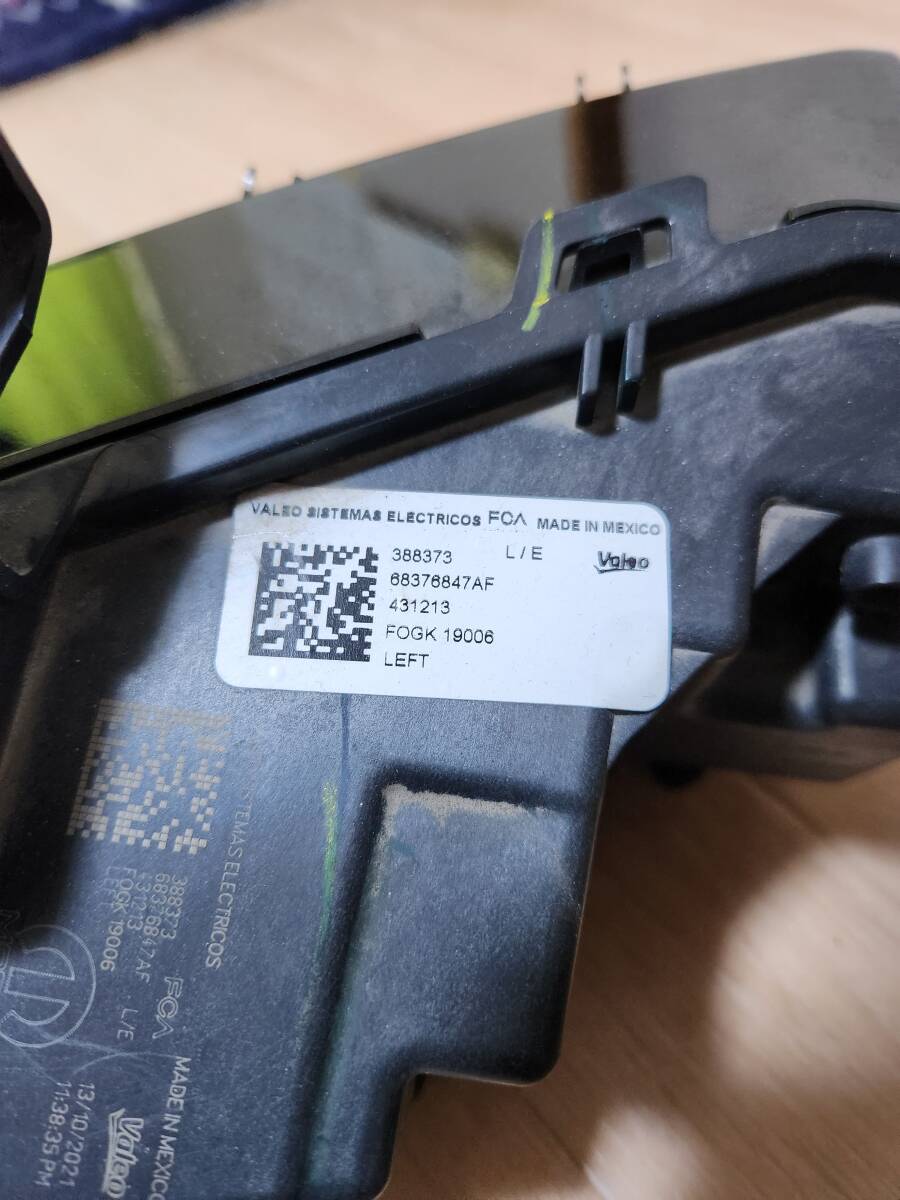 VALEO SISTEMAS ELECTRICOS FCA MADE IN MEXICO
388373 L/E Valeo
68376847AF
431213
FOGK 19006
LEFT
TEMAS ELECTRICOS FCA MADE IN MEXICO
388373
68376847AF L/E
431213
FOGK 19006
LEFT
Valeo
13/10/2021
11:38:35 PM